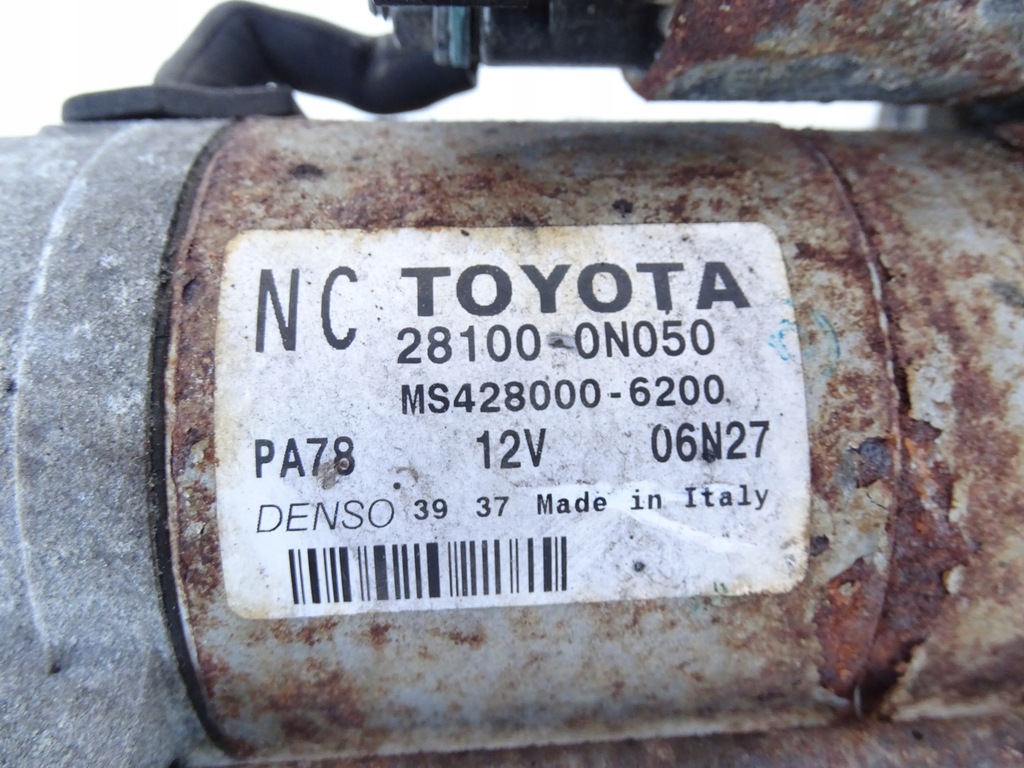 NC TOYOTA
28100-0N050
MS428000-6200
PA78 12V 06N27
DENSO 39 37 Made in Italy